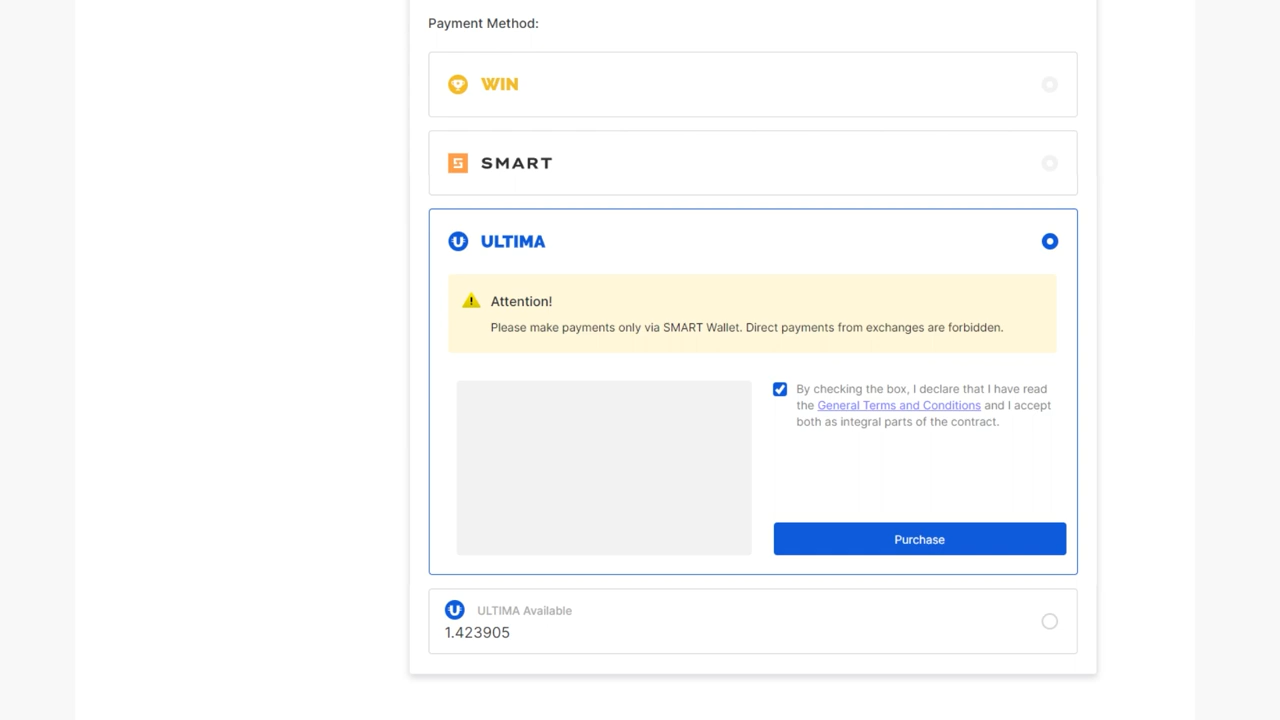 Payment Method:
WIN
SMART
ULTIMA
Attention!
Please make payments only via SMART Wallet. Direct payments from exchanges are forbidden.
By checking the box, I declare that I have read
the General Terms and Conditions and I accept
both as integral parts of the contract.
Purchase
ULTIMA Available
1.423905